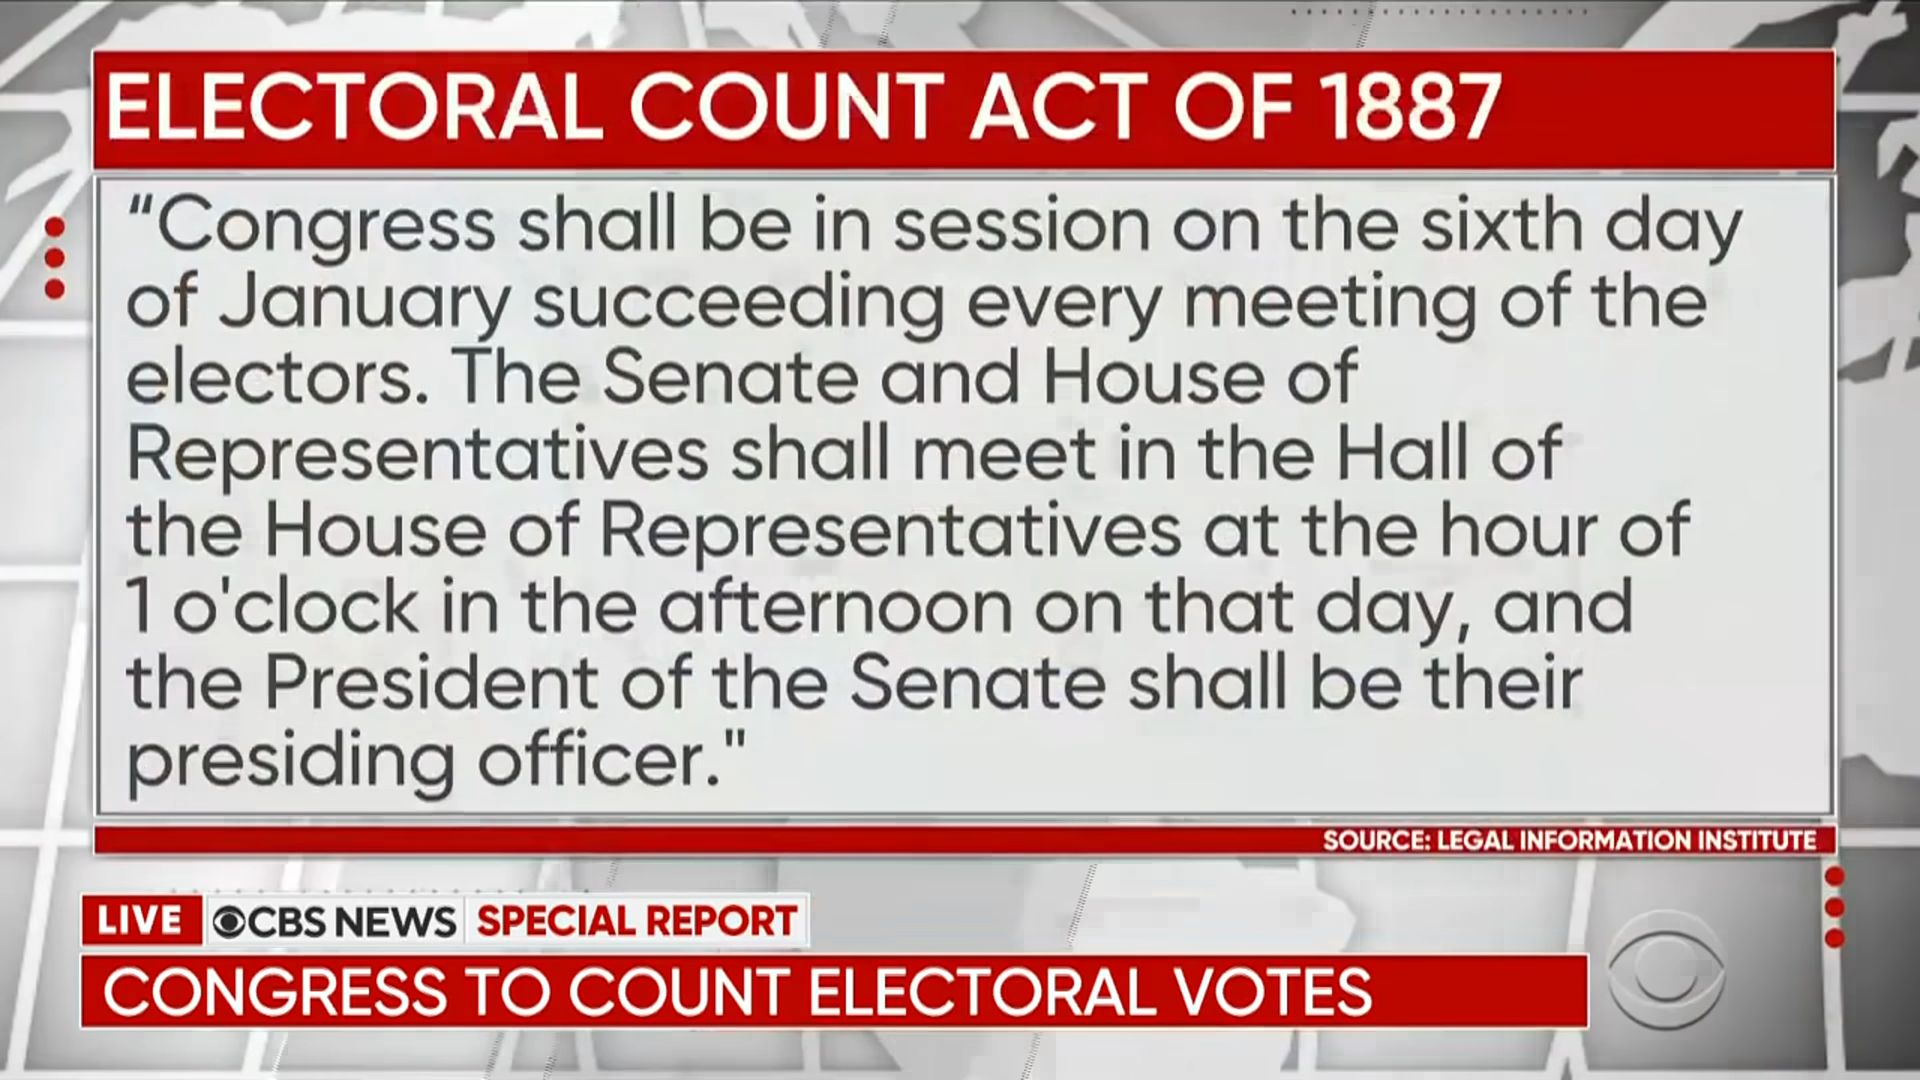 ELECTORAL COUNT ACT OF 1887
“Congress shall be in session on the sixth day
of January succeeding every meeting of the
electors. The Senate and House of
Representatives shall meet in the Hall of
the House of Representatives at the hour of
1 o'clock in the afternoon on that day, and
the President of the Senate shall be their
presiding officer."
SOURCE: LEGAL INFORMATION INSTITUTE
LIVE CBS NEWS SPECIAL REPORT
CONGRESS TO COUNT ELECTORAL VOTES